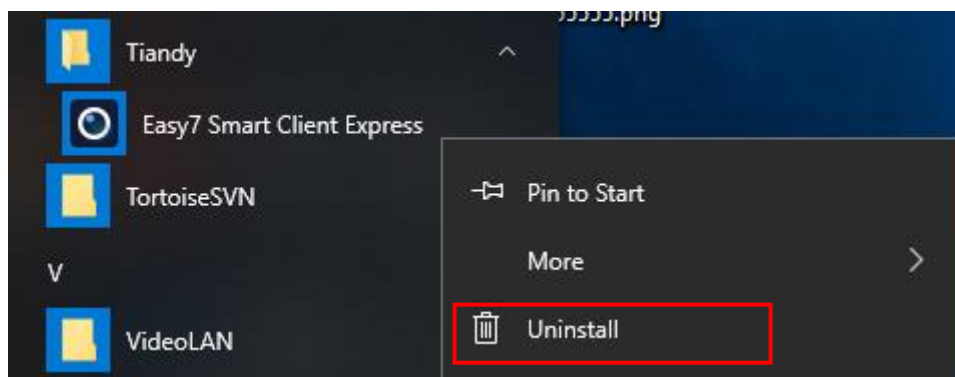 Tiandy
Easy7 Smart Client Express
TortoiseSVN
V
VideoLAN
Pin to Start
More
Uninstall